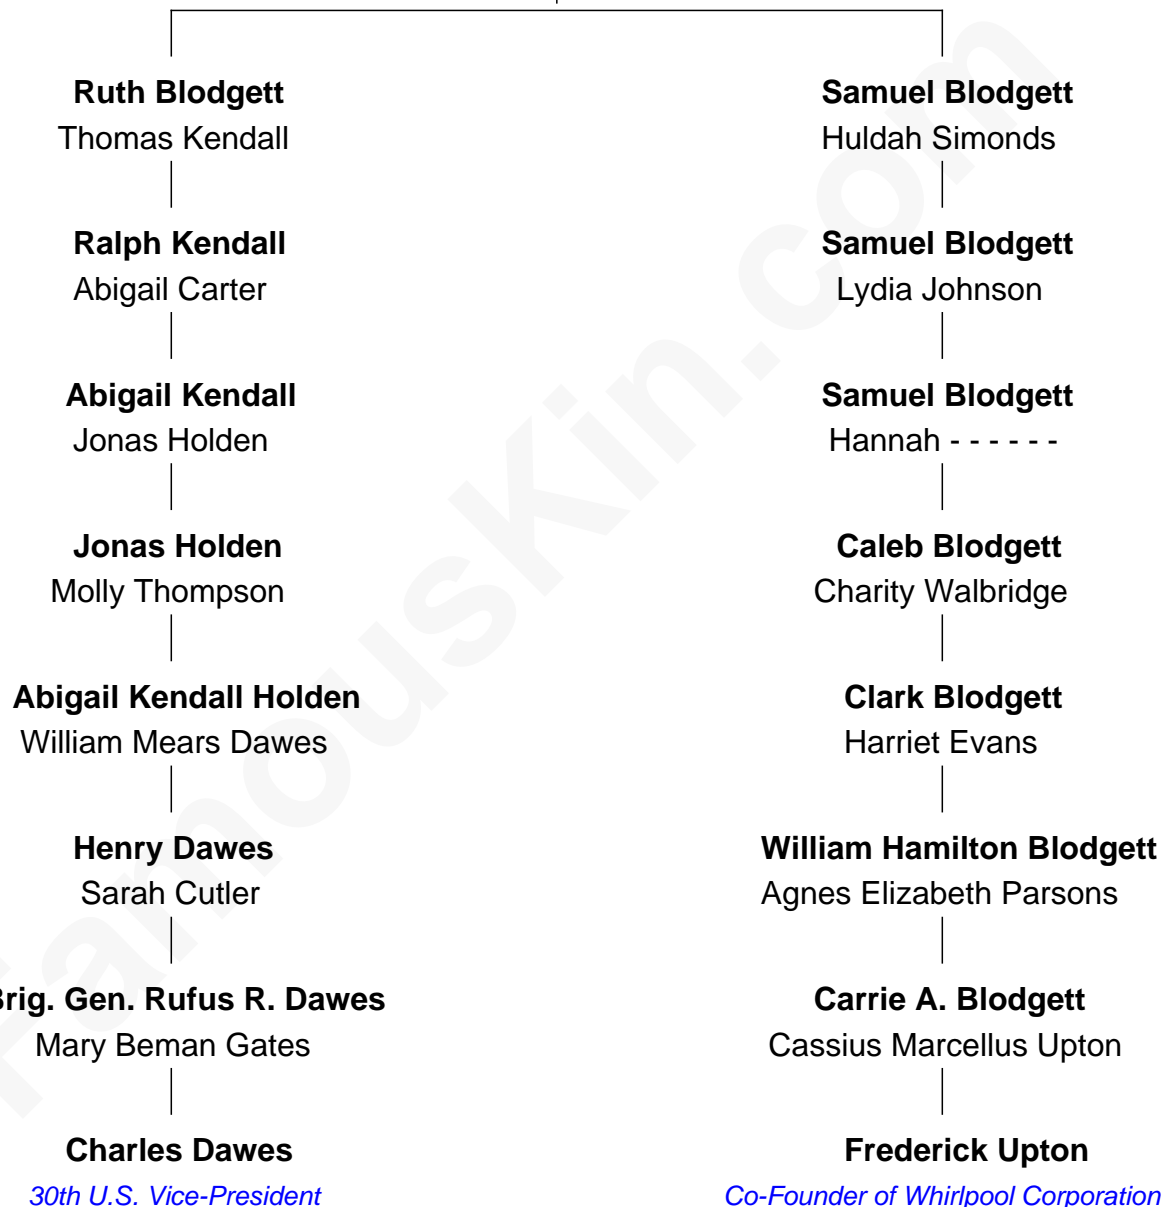 Ruth Blodgett
Thomas Kendall
Samuel Blodgett
Huldah Simonds
Ralph Kendall
Abigail Carter
Samuel Blodgett
Lydia Johnson
Abigail Kendall
Jonas Holden
Samuel Blodgett
Hannah - - - - - -
Jonas Holden
Molly Thompson
Caleb Blodgett
Charity Walbridge
Abigail Kendall Holden
William Mears Dawes
Clark Blodgett
Harriet Evans
Henry Dawes
Sarah Cutler
William Hamilton Blodgett
Agnes Elizabeth Parsons
Brig. Gen. Rufus R. Dawes
Mary Beman Gates
Carrie A. Blodgett
Cassius Marcellus Upton
Charles Dawes
30th U.S. Vice-President
Frederick Upton
Co-Founder of Whirlpool Corporation
FamousKin.com